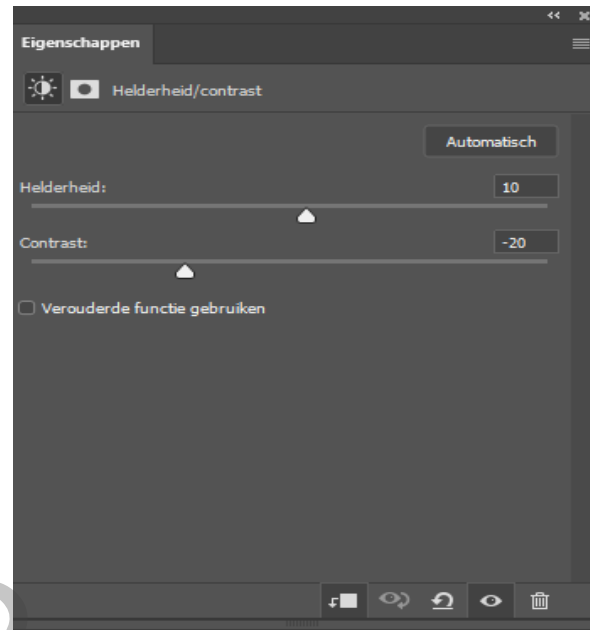 Eigenschappen
Helderheid/contrast
Automatisch
Helderheid:
10
Contrast:
-20
Verouderde functie gebruiken